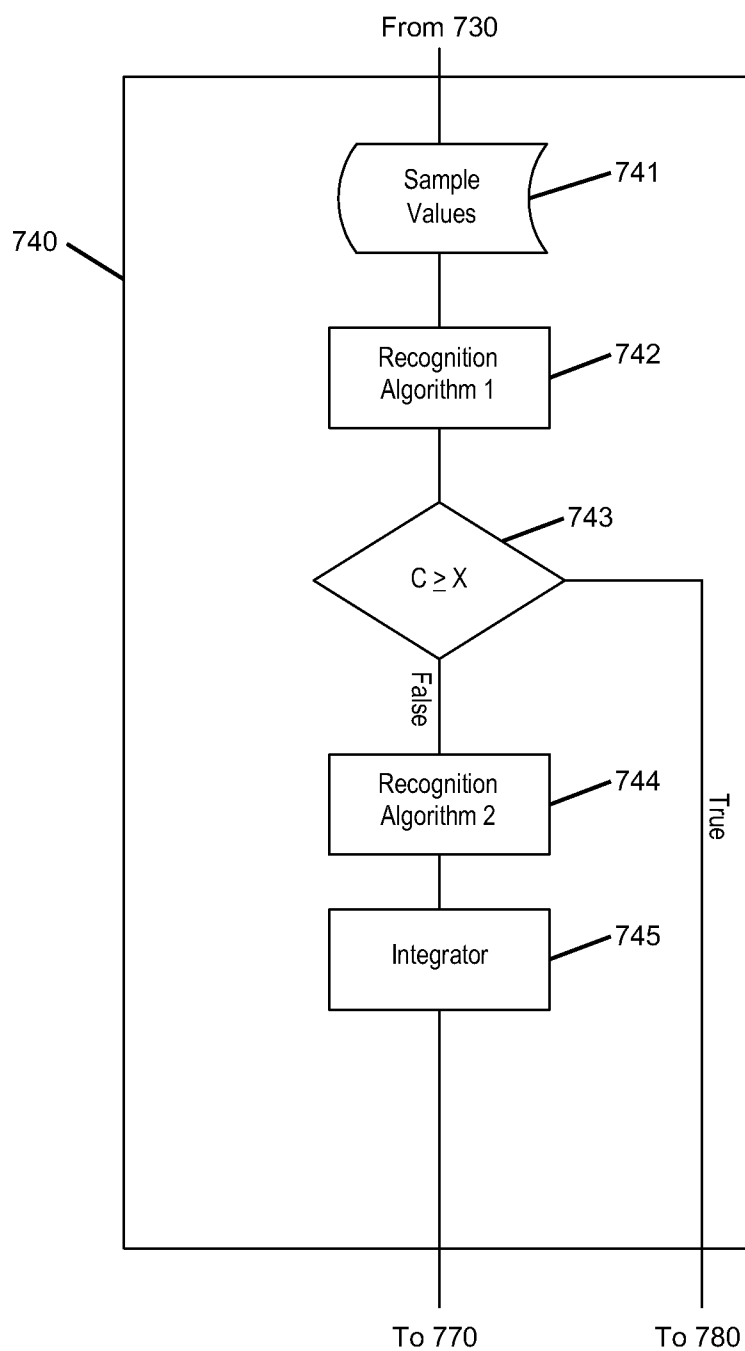 From 730
Sample
Values
741
740
Recognition
Algorithm 1
742
743
C ≥ X
False
Recognition
Algorithm 2
744
True
Integrator
745
To 770
To 780